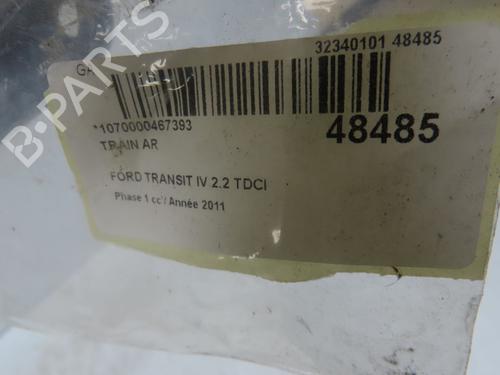 32340101 48485
*1070000467393
48485
TRAIN AR
FORD TRANSIT IV 2.2 TDCI
Phase 1 cc / Année 2011
B-PARTS